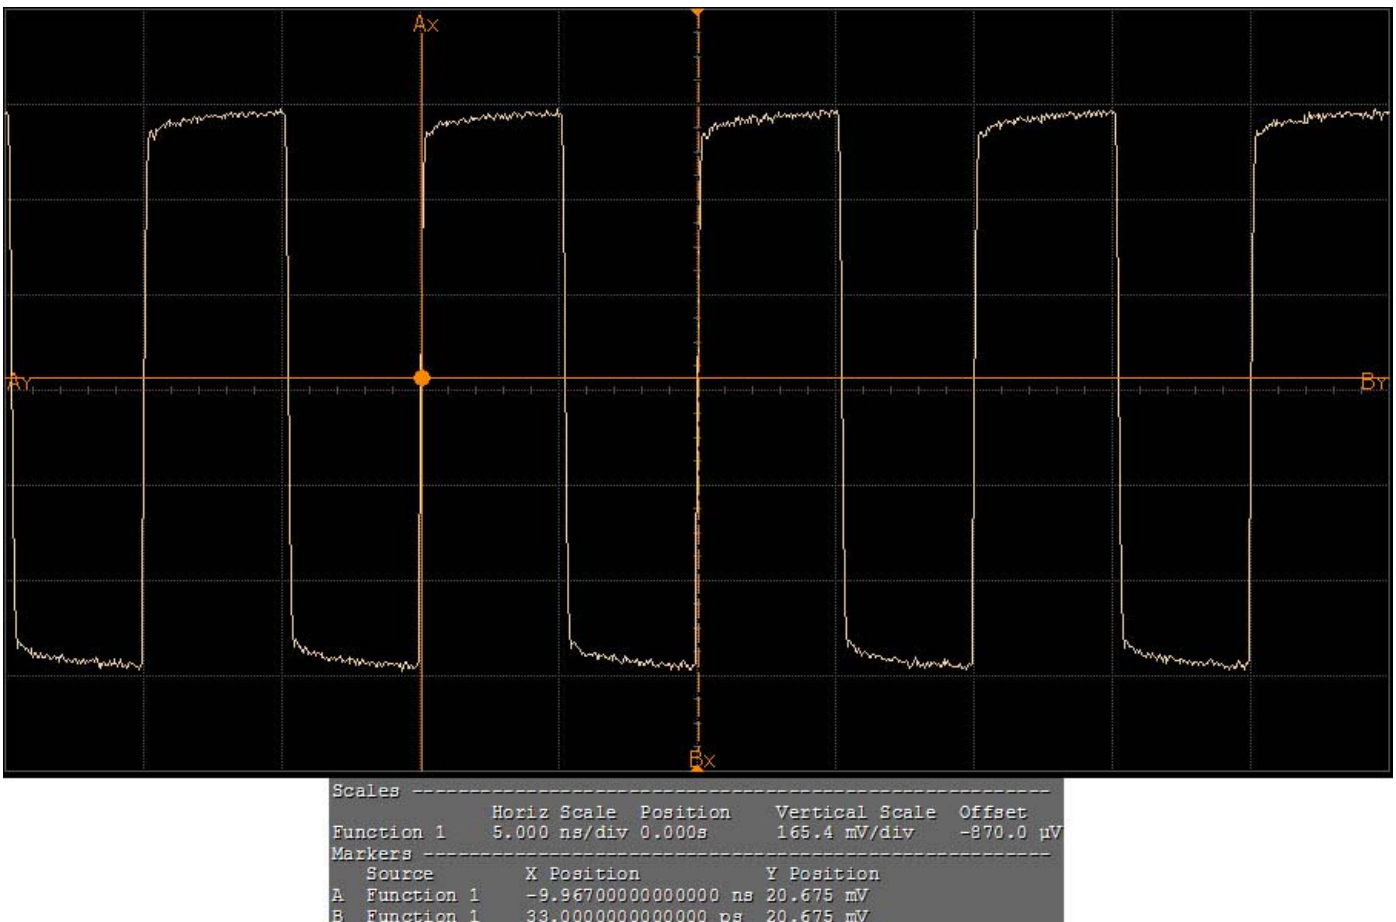 Ax
AY BY
Bx
Scales
Horiz Scale Position Vertical Scale Offset
Function 1 5.000 ns/div 0.000s 165.4 mV/div -870.0 µV
Markers
Source X Position Y Position
A Function 1 -9.96700000000000 ns 20.675 mV
B Function 1 33.0000000000000 ps 20.675 mV